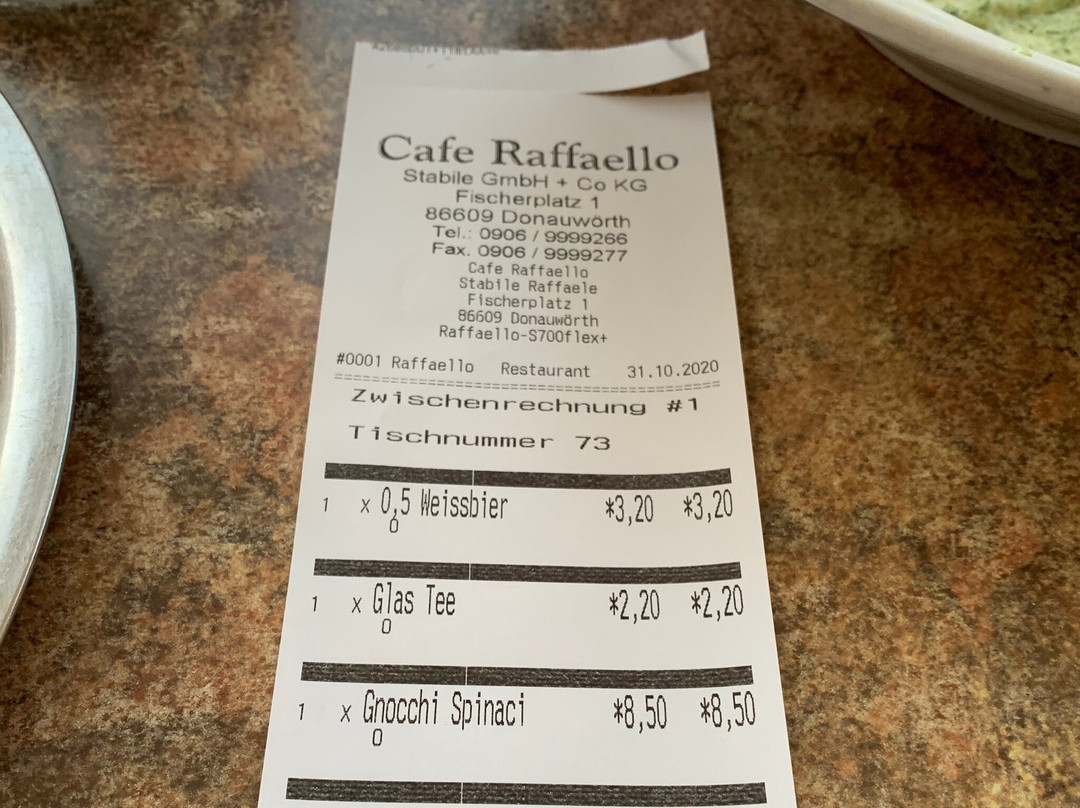 Cafe Raffaello
Stabile GmbH + Co KG
Fischerplatz 1
86609 Donauwörth
Tel.: 0906 / 9999266
Fax. 0906 / 9999277
Cafe Raffaello
Stabile Raffaele
Fischerplatz 1
86609 Donauwörth
Raffaello-S700flex+
#0001 Raffaello Restaurant 31.10.2020
Zwischenrechnung #1
Tischnummer 73
1 x 0,5 Weissbier *3,20 *3,20
0
1 x Glas Tee *2,20 *2,20
0
1 x Gnocchi Spinaci *8,50 *8,50
0